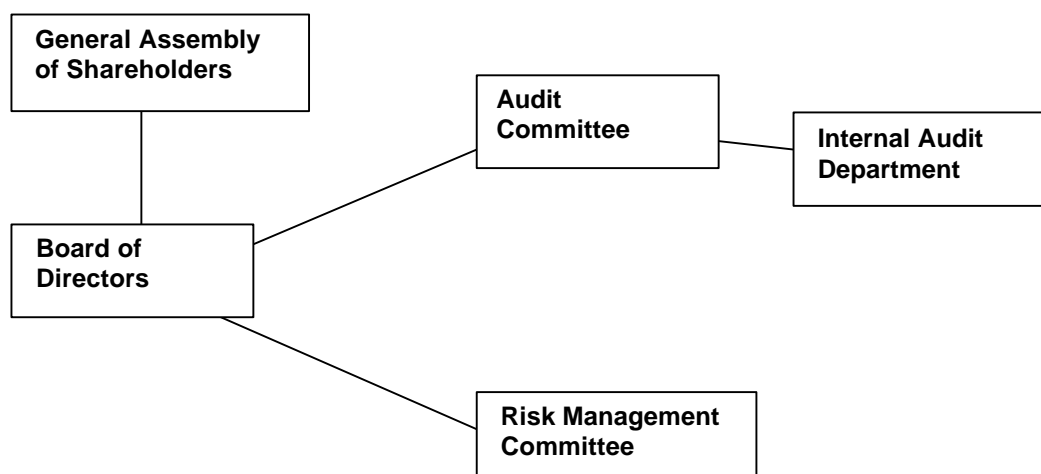 General Assembly
of Shareholders
Audit
Committee
Internal Audit
Department
Board of
Directors
Risk Management
Committee